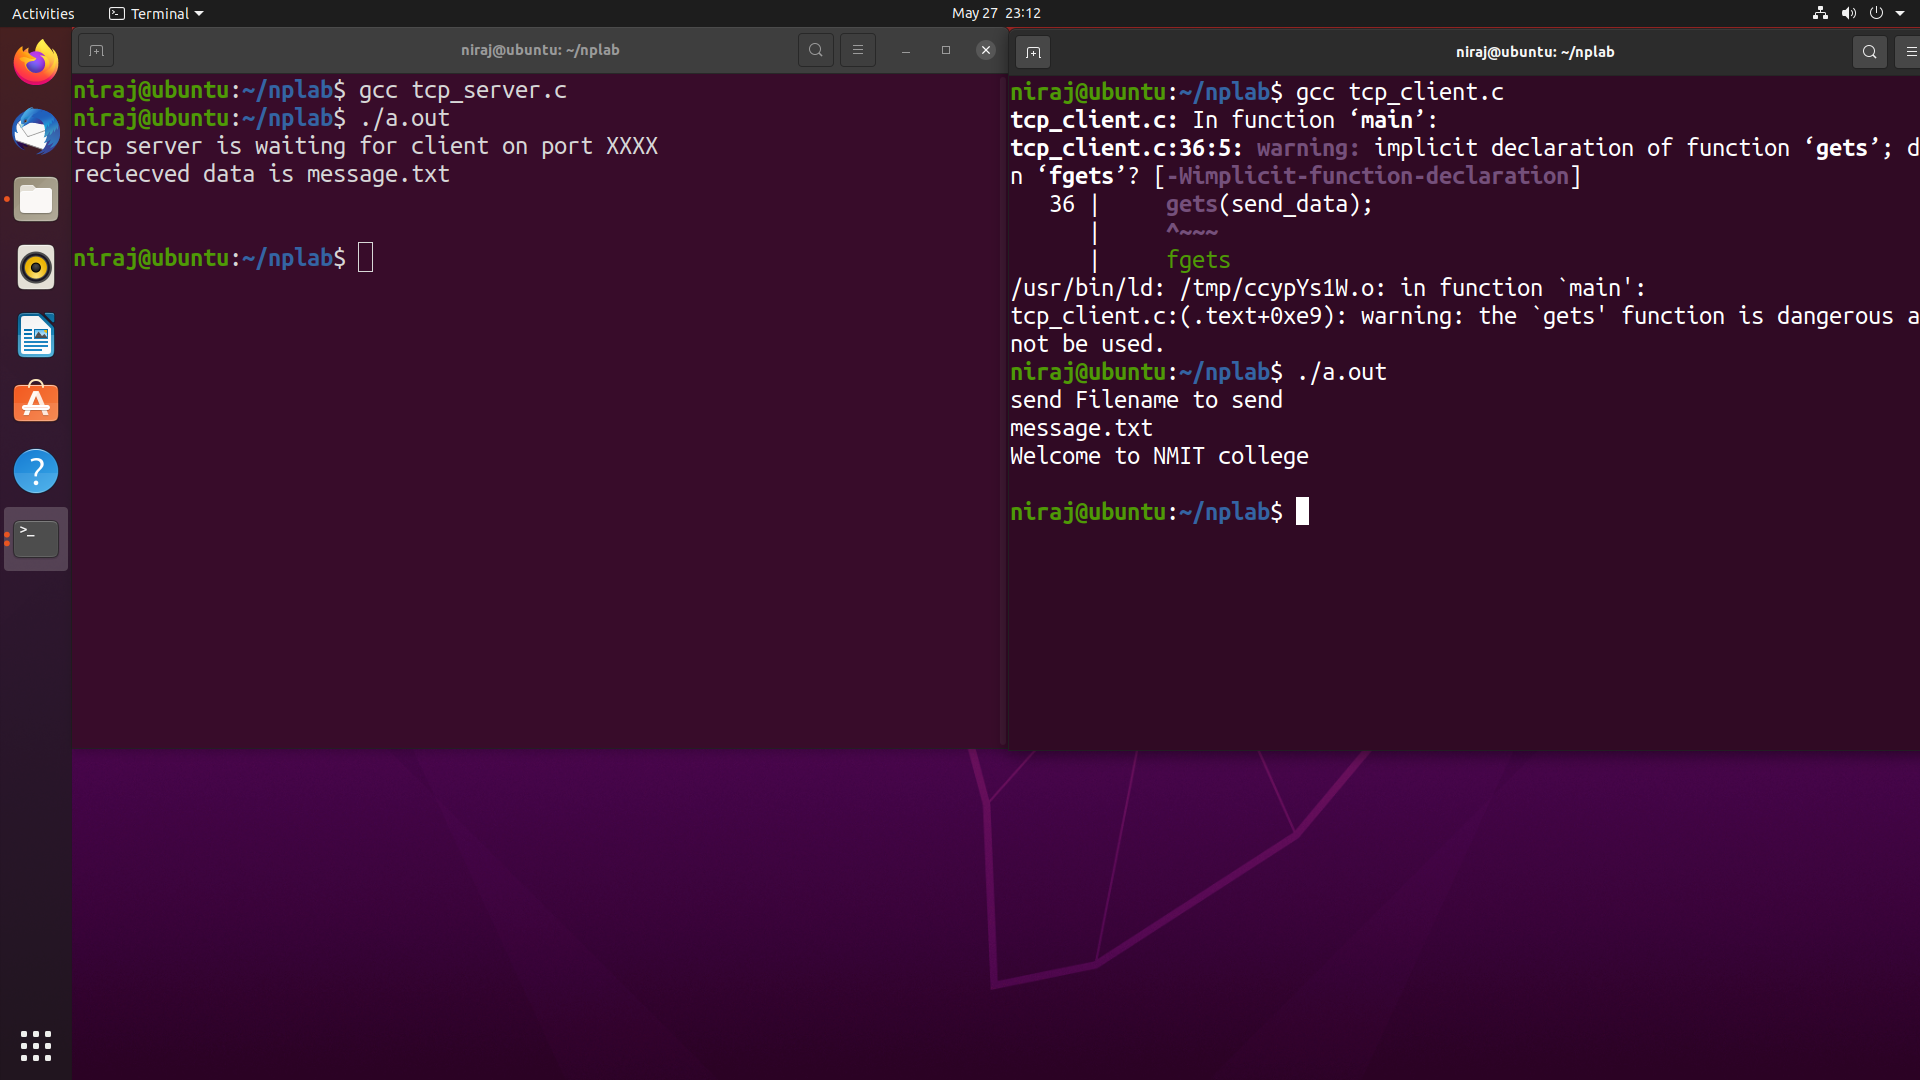 Activities Terminal May 27 23:12
niraj@ubuntu: ~/nplab
niraj@ubuntu:~/nplab$ gcc tcp_server.c
niraj@ubuntu:~/nplab$ ./a.out
tcp server is waiting for client on port XXXX
reciecved data is message.txt
niraj@ubuntu:~/nplab$
niraj@ubuntu: ~/nplab
niraj@ubuntu:~/nplab$ gcc tcp_client.c
tcp_client.c: In function ‘main’:
tcp_client.c:36:5: warning: implicit declaration of function ‘gets’; d
n ‘fgets’? [-Wimplicit-function-declaration]
36 | gets(send_data);
| ^~~~
| fgets
/usr/bin/ld: /tmp/ccypYs1W.o: in function `main':
tcp_client.c:(.text+0xe9): warning: the `gets' function is dangerous a
not be used.
niraj@ubuntu:~/nplab$ ./a.out
send Filename to send
message.txt
Welcome to NMIT college
niraj@ubuntu:~/nplab$